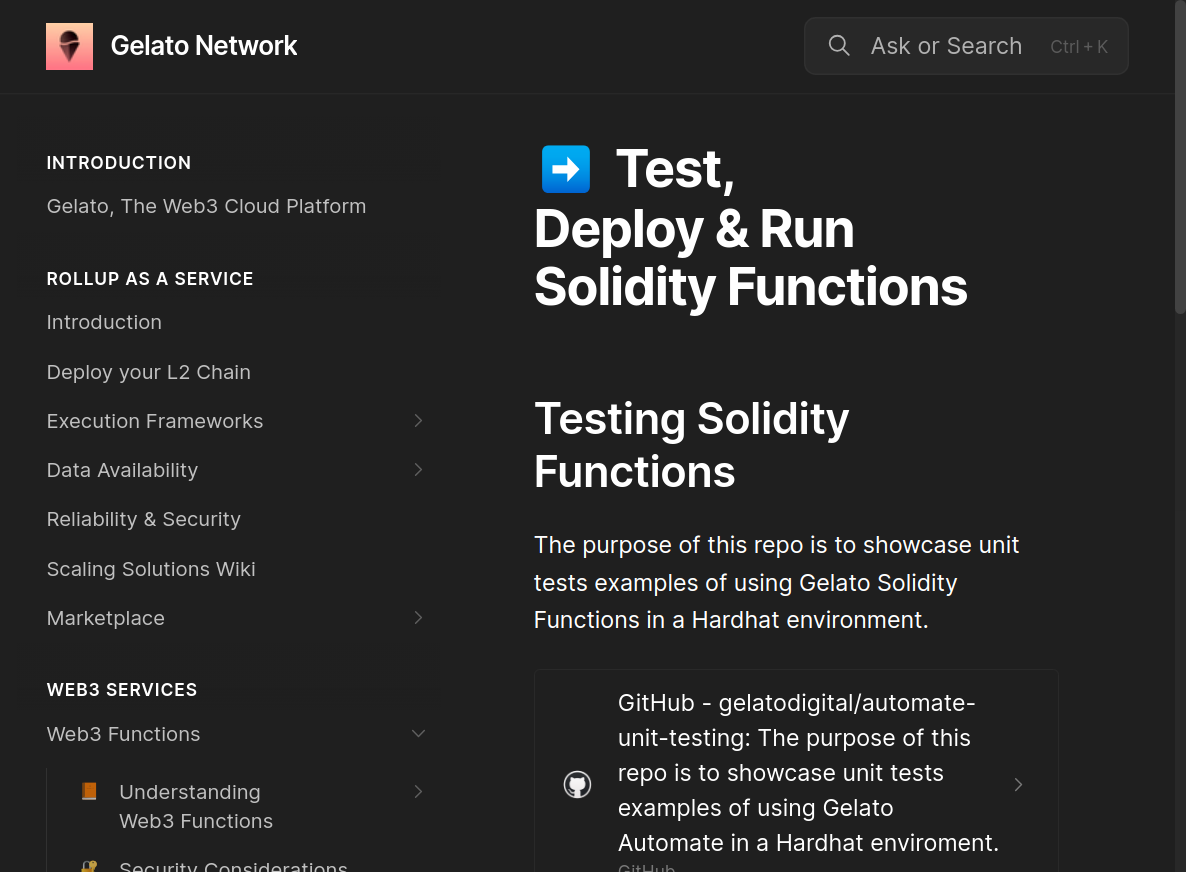 Gelato Network
Ask or Search Ctrl + K
INTRODUCTION
Gelato, The Web3 Cloud Platform
ROLLUP AS A SERVICE
Introduction
Deploy your L2 Chain
Execution Frameworks
Data Availability
Reliability & Security
Scaling Solutions Wiki
Marketplace
WEB3 SERVICES
Web3 Functions
Understanding
Web3 Functions
Security Considerations
➡️ Test,
Deploy & Run
Solidity Functions
Testing Solidity
Functions
The purpose of this repo is to showcase unit
tests examples of using Gelato Solidity
Functions in a Hardhat environment.
GitHub - gelatodigital/automate-
unit-testing: The purpose of this
repo is to showcase unit tests
examples of using Gelato
Automate in a Hardhat enviroment.
GitHub